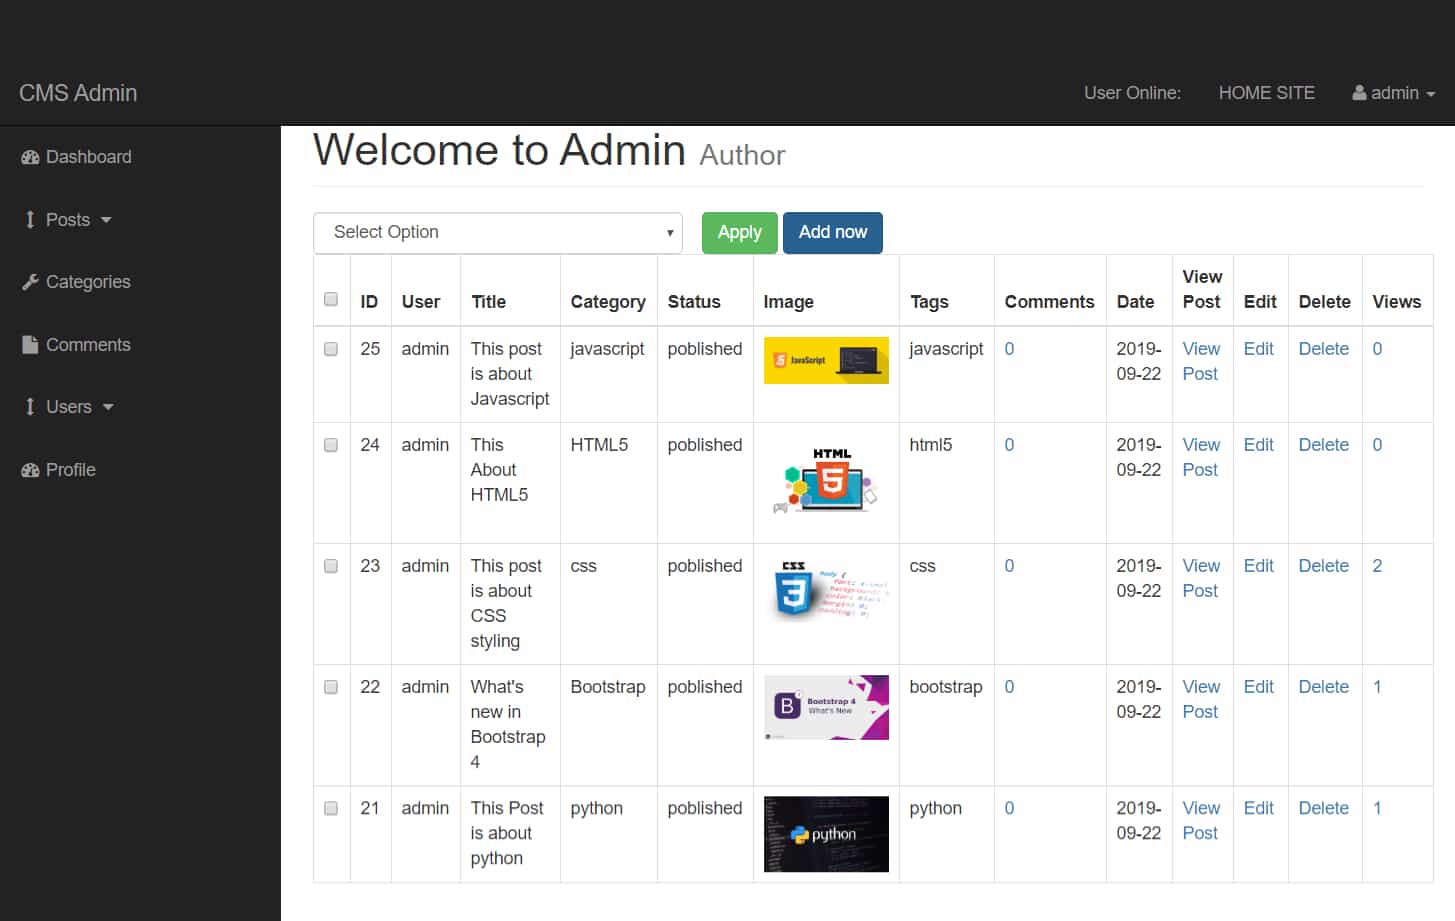 CMS Admin
User Online:
HOME SITE
admin
Dashboard
Posts
Categories
Comments
Users
Profile
Welcome to Admin Author
Select Option
Apply
Add now
ID
User
Title
Category
Status
Image
Tags
Comments
Date
View
Post
Edit
Delete
Views
25
admin
This post
is about
Javascript
javascript
poblished
JavaScript
javascript
0
2019-
09-22
View
Post
Edit
Delete
0
24
admin
This
About
HTML5
HTML5
poblished
HTML
5
html5
0
2019-
09-22
View
Post
Edit
Delete
0
23
admin
This post
is about
CSS
styling
css
poblished
CSS
3
css
0
2019-
09-22
View
Post
Edit
Delete
2
22
admin
What's
new in
Bootstrap
4
Bootstrap
poblished
B
Bootstrap 4
What's New
bootstrap
0
2019-
09-22
View
Post
Edit
Delete
1
21
admin
This Post
is about
python
python
poblished
python
python
0
2019-
09-22
View
Post
Edit
Delete
1